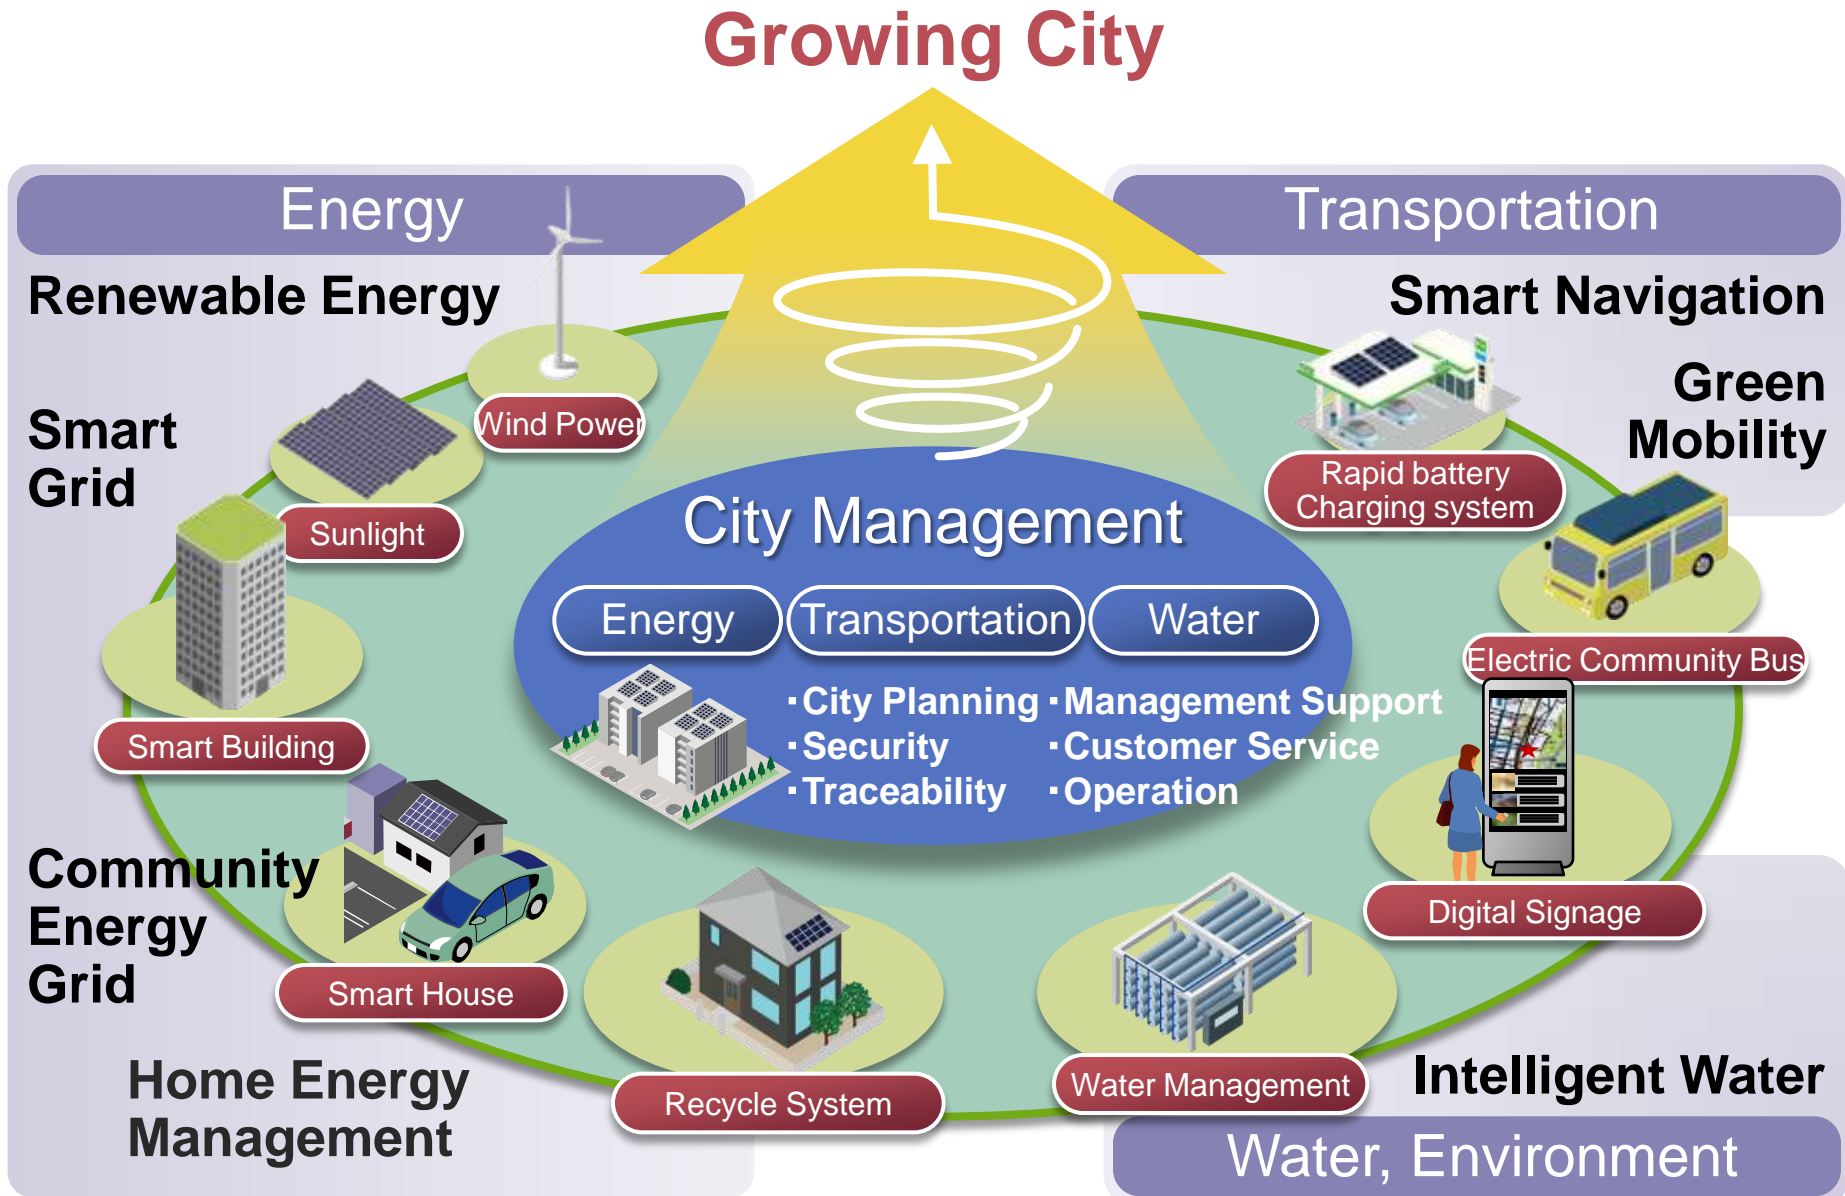 Growing City
Energy
Transportation
Renewable Energy
Smart Navigation
Green
Mobility
Smart
Grid
Wind Power
Rapid battery
Charging system
Sunlight
City Management
Energy
Transportation
Water
Electric Community Bus
Smart Building
・City Planning
・Security
・Traceability
・Management Support
・Customer Service
・Operation
Community
Energy
Grid
Digital Signage
Smart House
Home Energy
Management
Recycle System
Water Management
Intelligent Water
Water, Environment